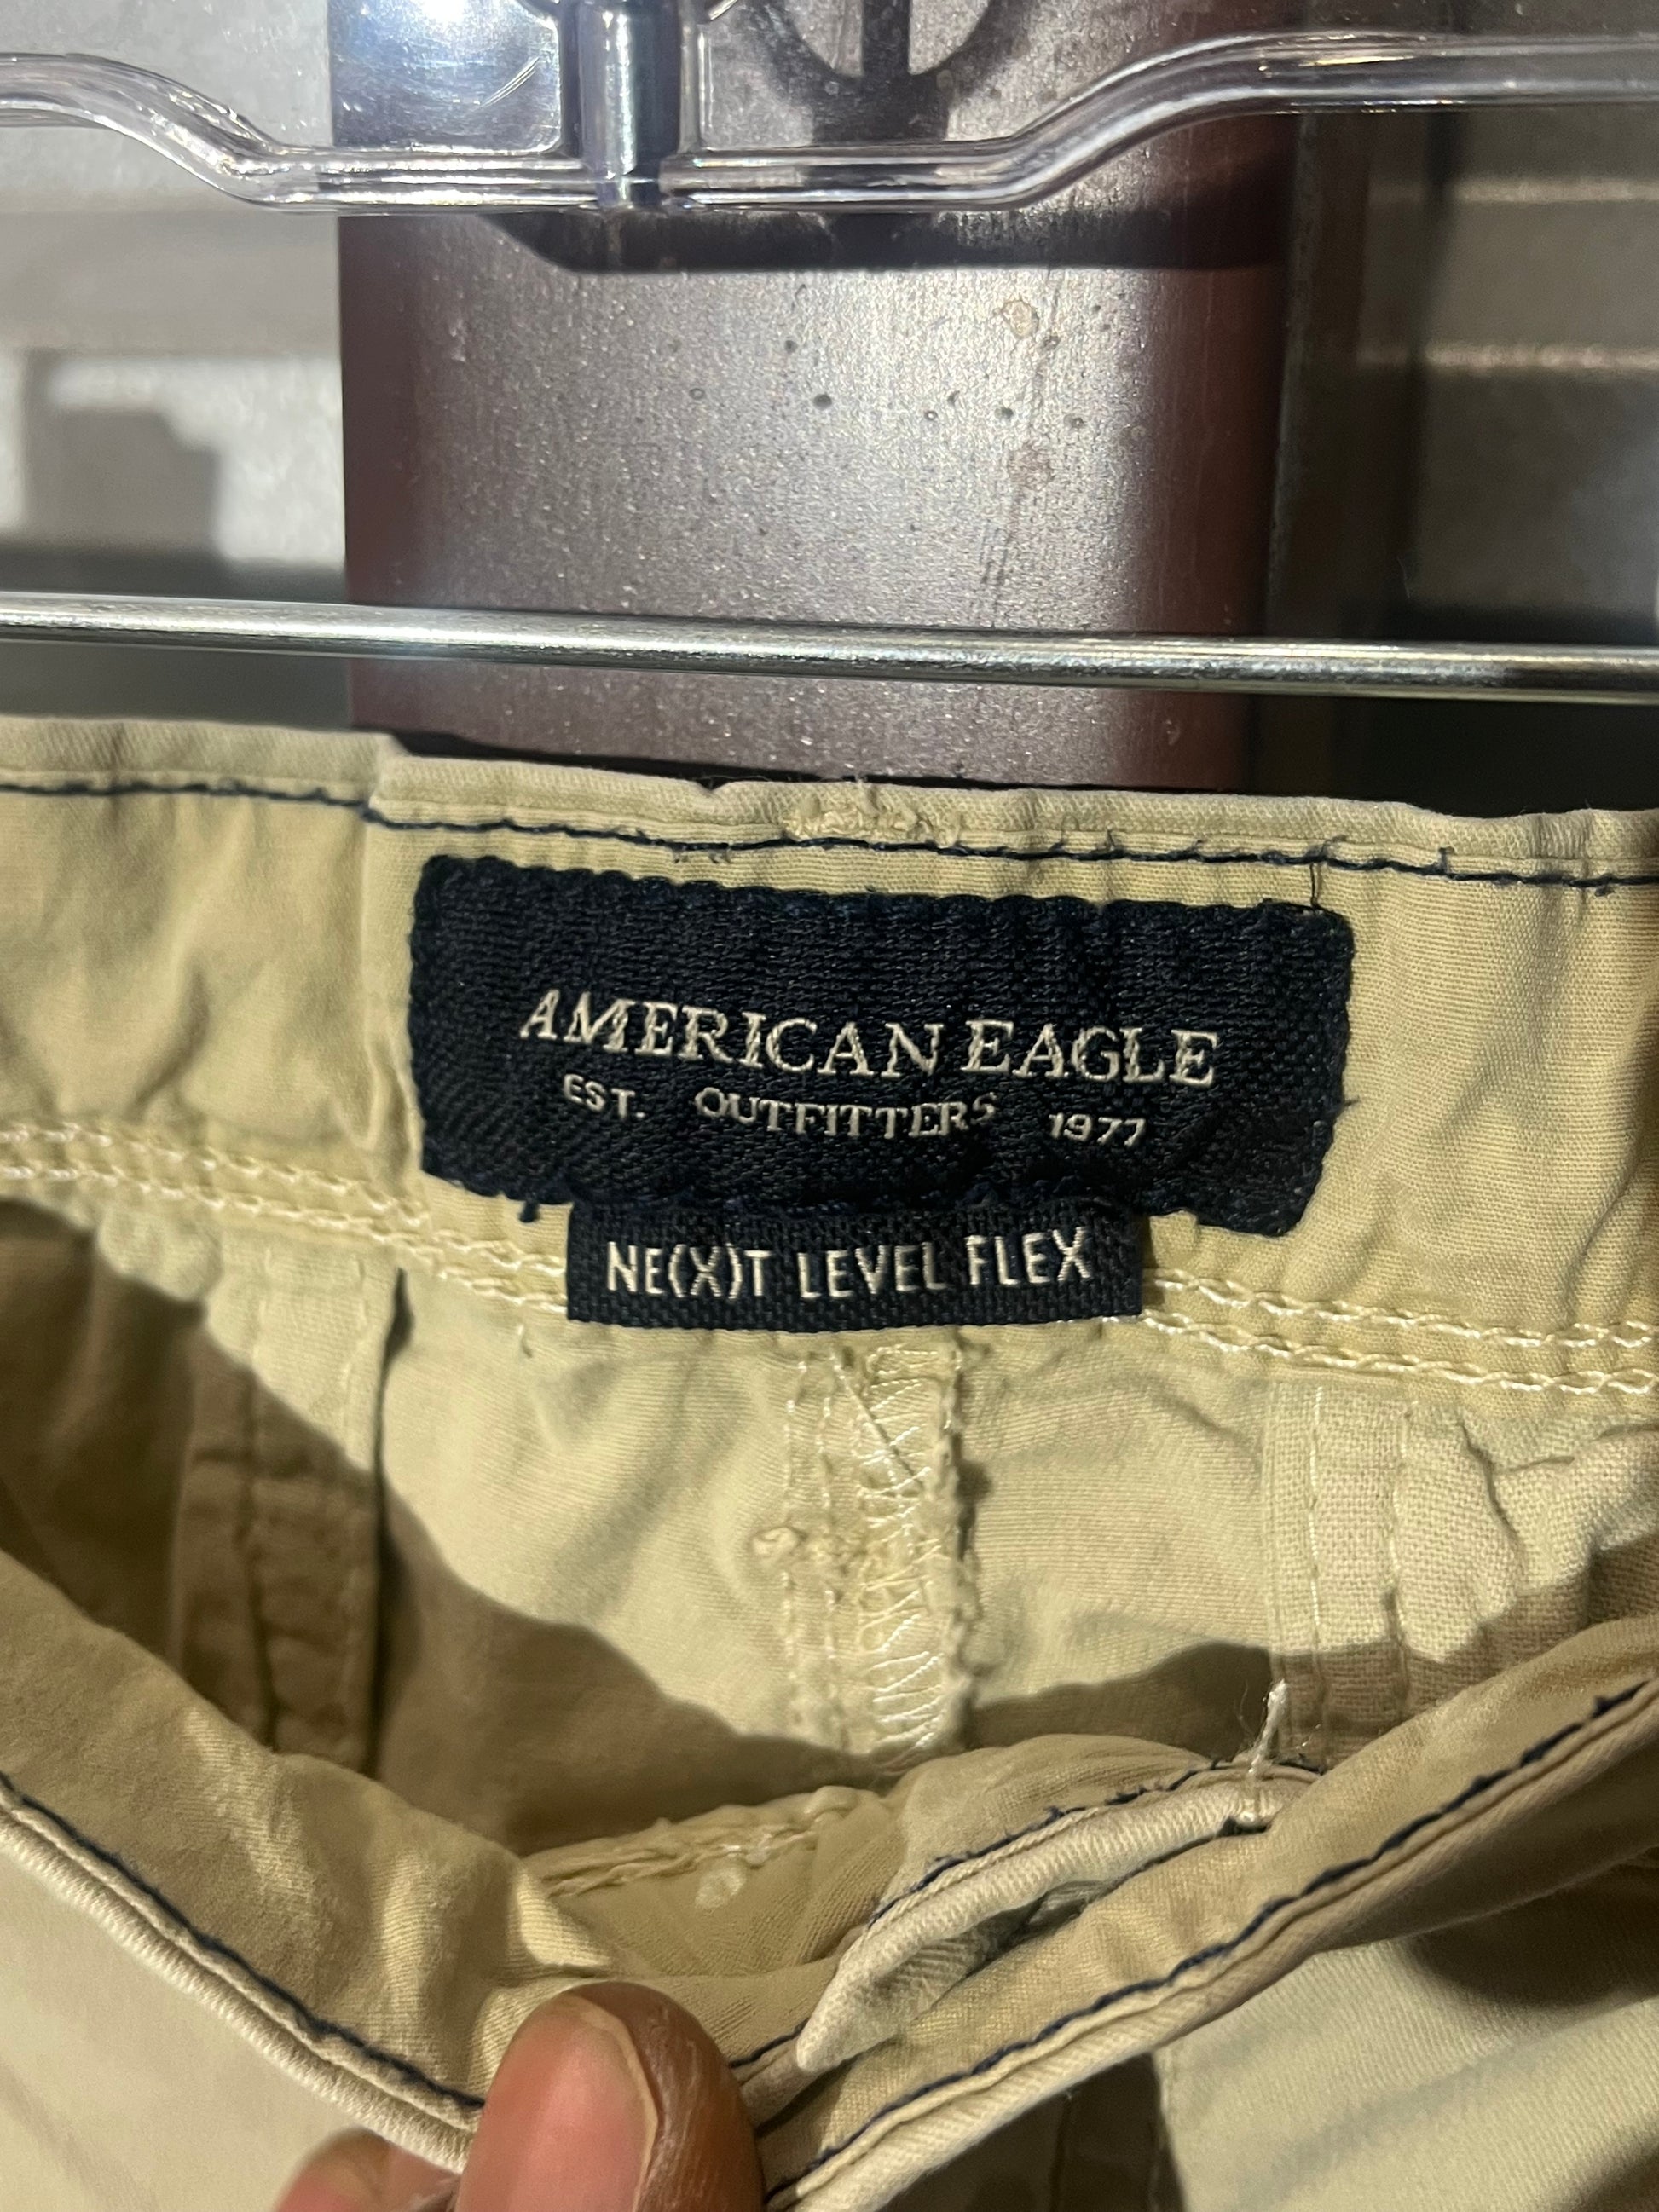 AMERICAN EAGLE
EST. OUTFITTERS 1977
NE(X)T LEVEL FLEX